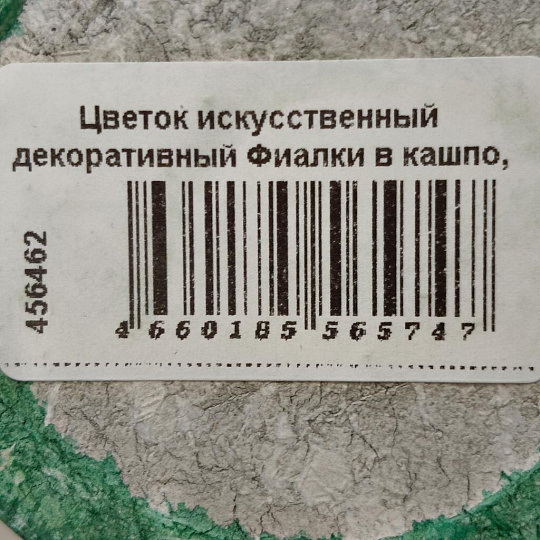 Цветок искусственный
декоративный Фиалки в кашпо,
456462
4 660185 565747